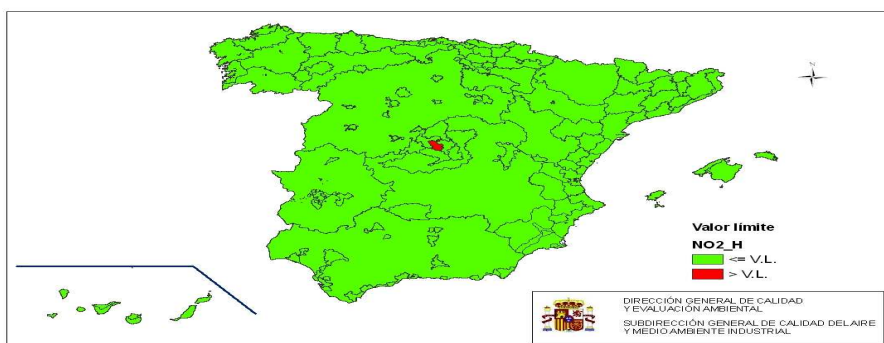 N
Valor límite
NO2_H
<= V.L.
> V.L.
DIRECCIÓN GENERAL DE CALIDAD
Y EVALUACIÓN AMBIENTAL
SUBDIRECCIÓN GENERAL DE CALIDAD DEL AIRE
Y MEDIO AMBIENTE INDUSTRIAL